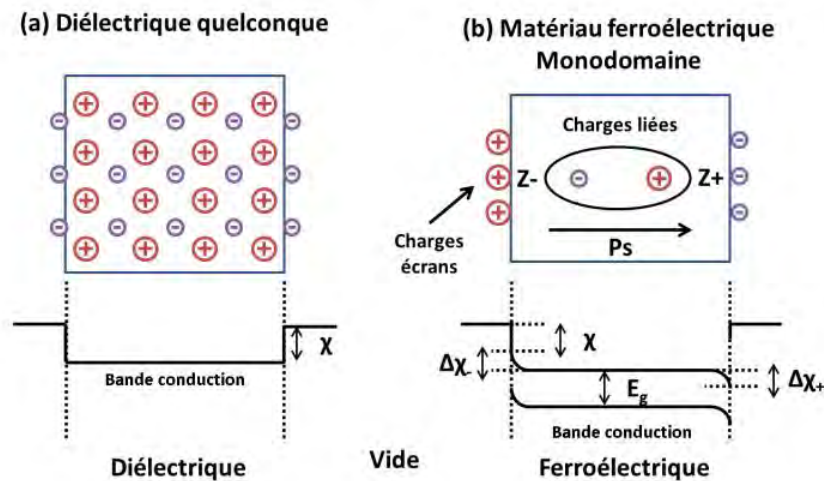 (a) Diélectrique quelconque
(b) Matériau ferroélectrique
Monodomaine
Charges liées
Z-
Z+
Ps
Charges
écrans
χ
Bande conduction
χ
Δχ-
Eg
Δχ+
Bande conduction
Diélectrique
Vide
Ferroélectrique